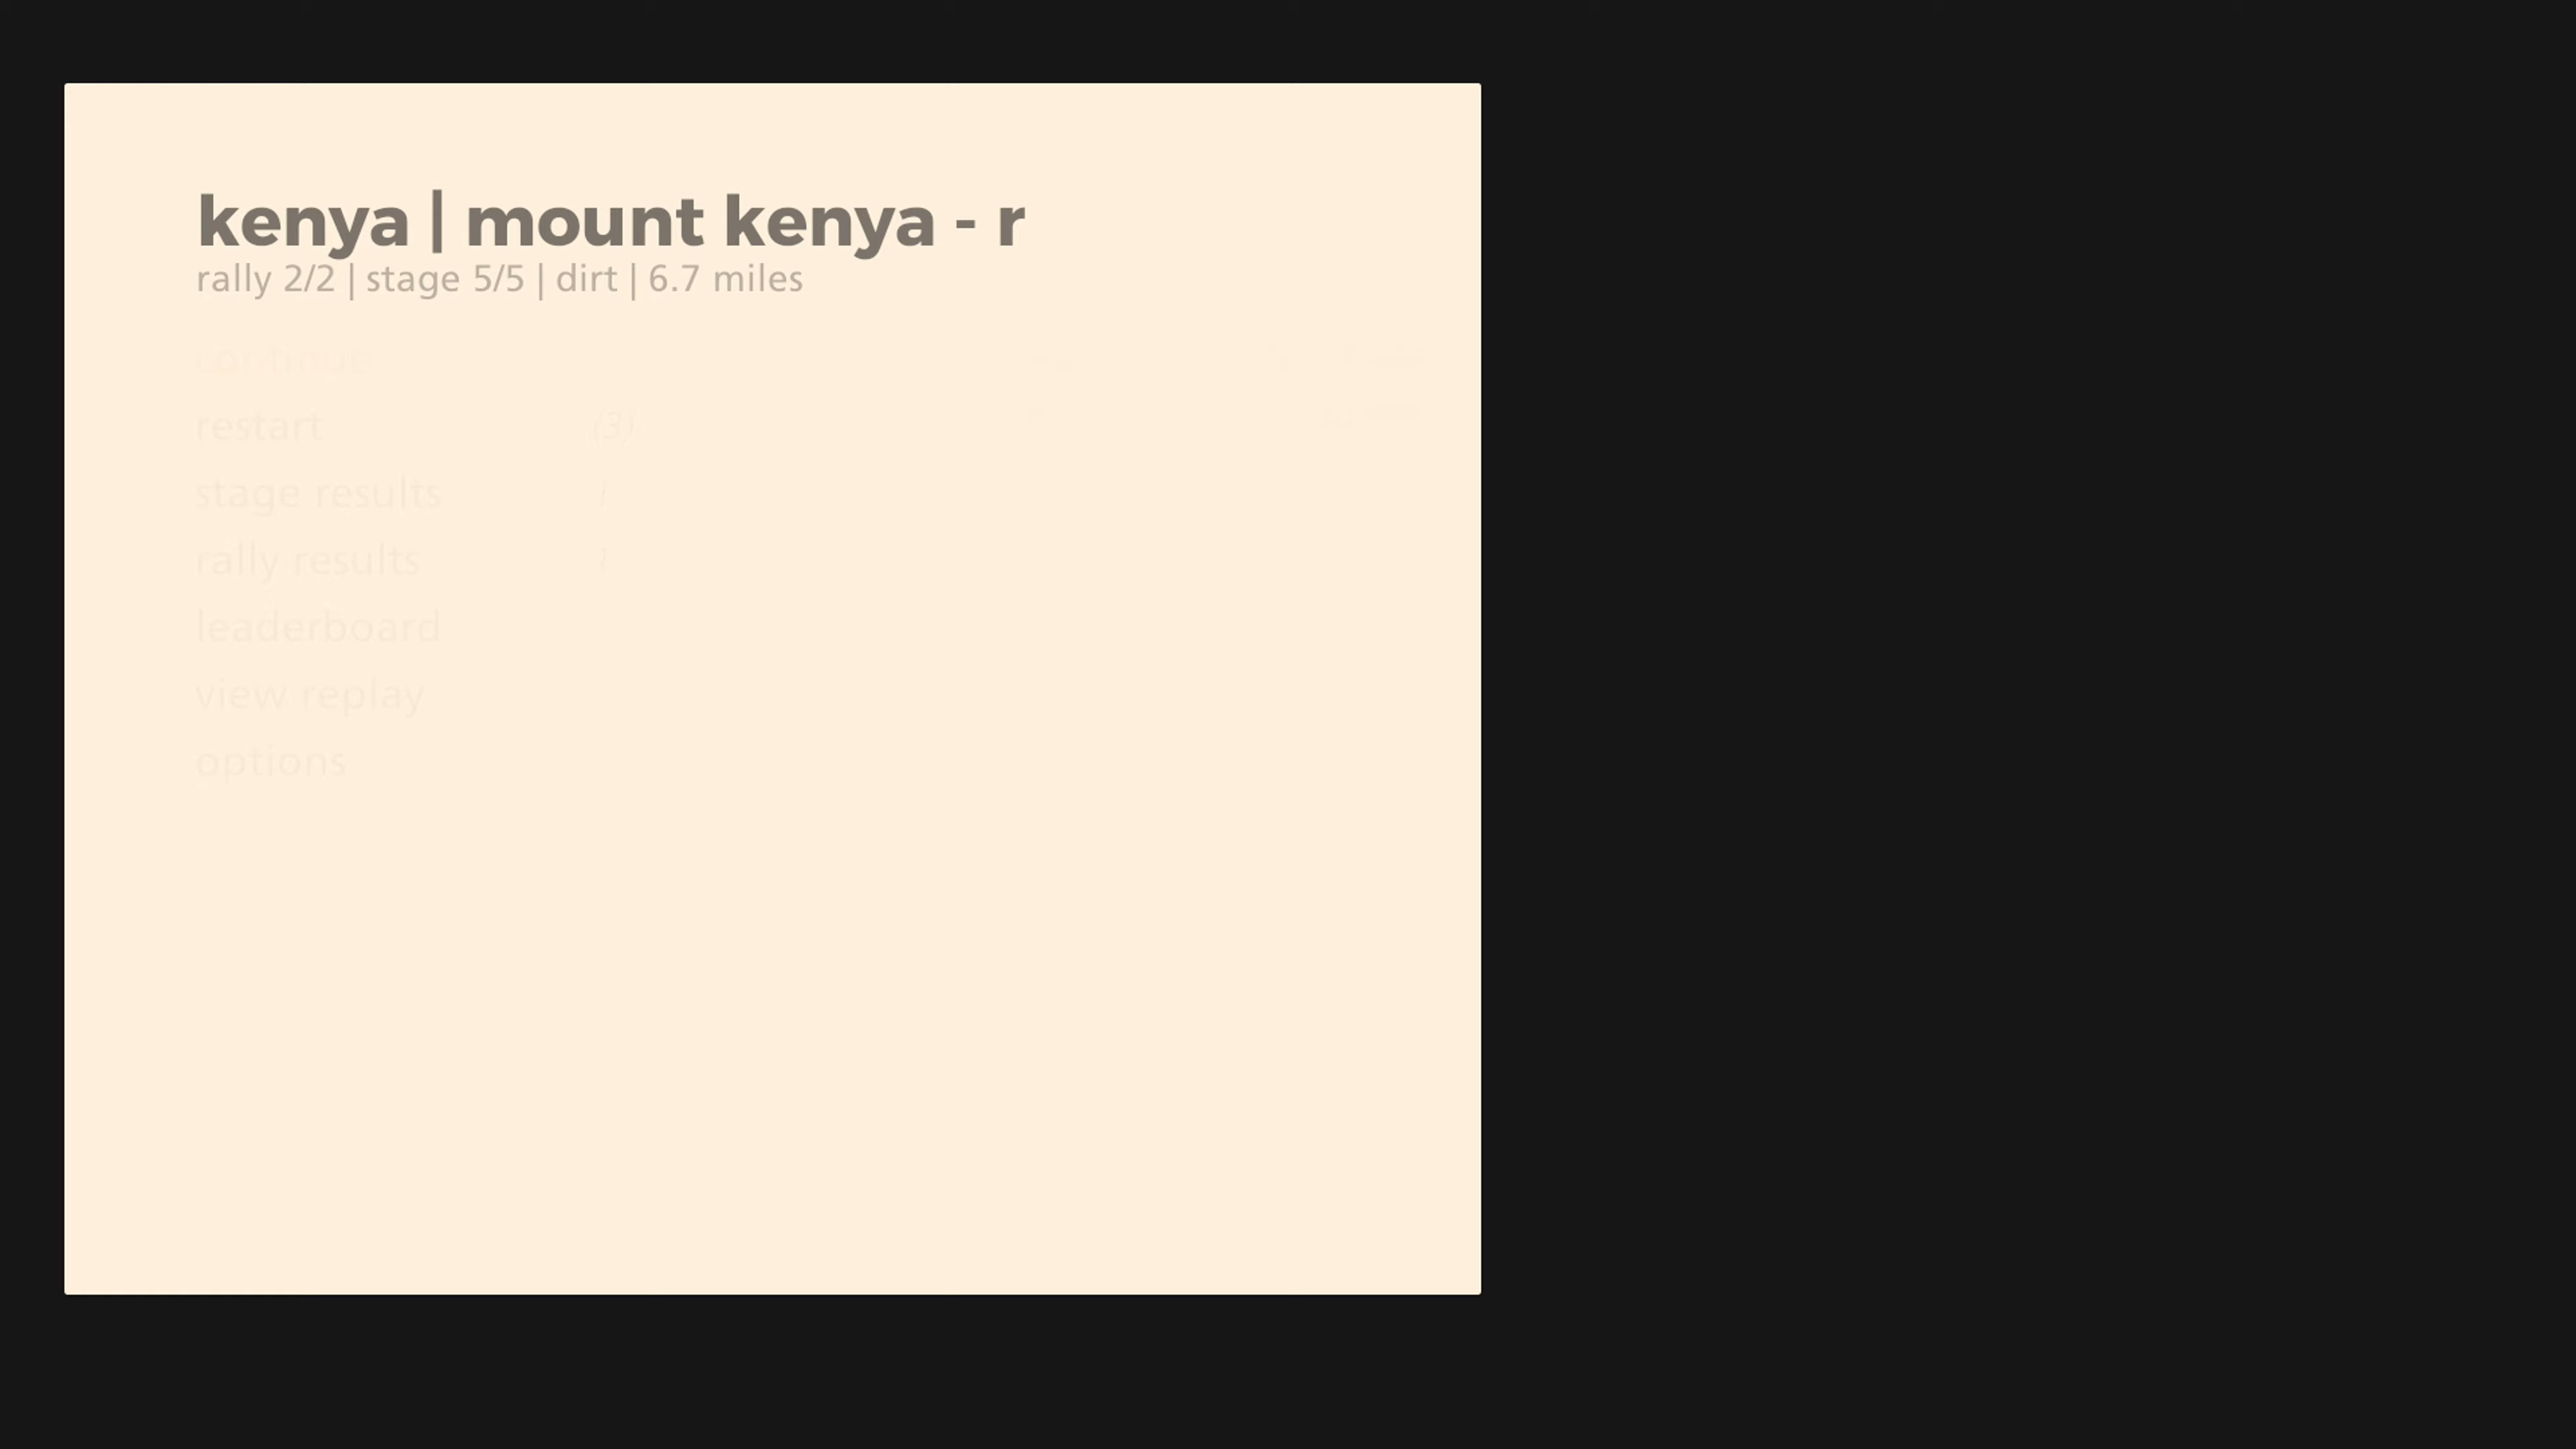 kenya | mount kenya - r
rally 2/2 | stage 5/5 | dirt | 6.7 miles
continue
restart (3)
stage results
rally results
leaderboard
view replay
options